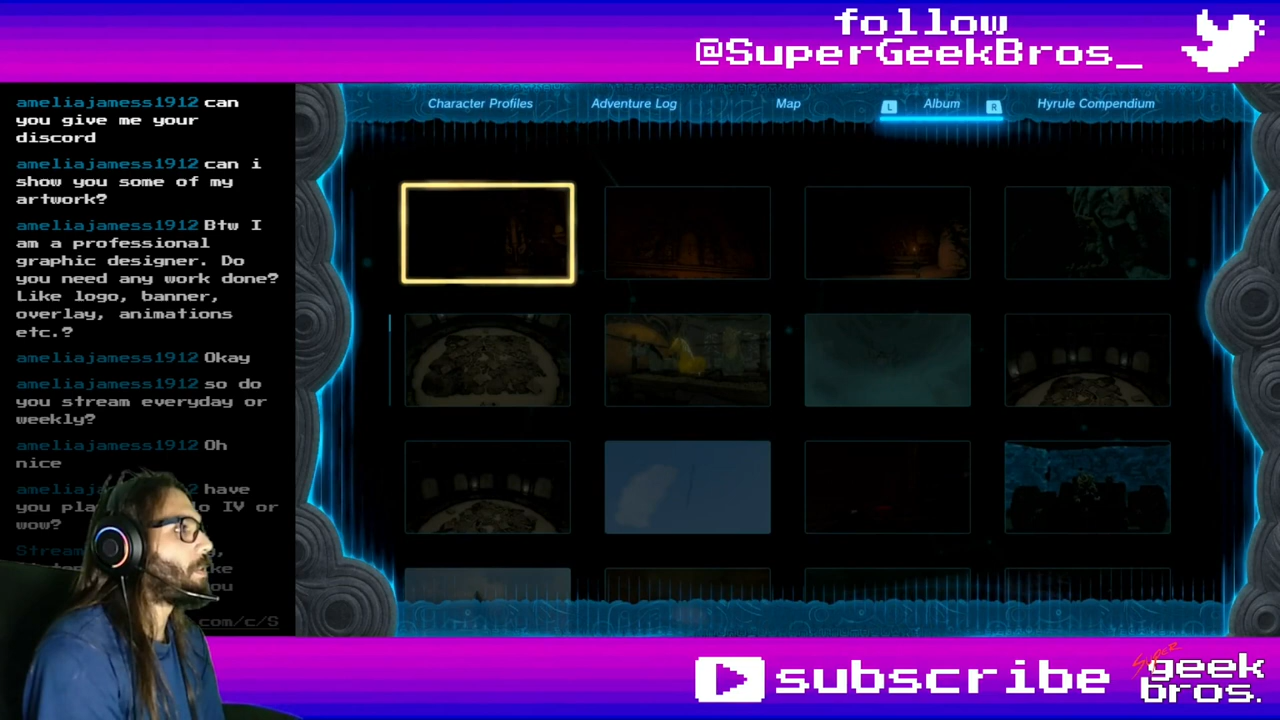 follow
@SuperGeekBros_
Character Profiles
Adventure Log
Map
L
Album
R
Hyrule Compendium
ameliajamess1912 can
you give me your
discord
ameliajamess1912 can i
show you some of my
artwork?
ameliajamess1912 Btw I
am a professional
graphic designer. Do
you need any work done?
Like logo, banner,
overlay, animations
etc.?
ameliajamess1912 Okay
ameliajamess1912 so do
you stream everyday or
weekly?
ameliajamess1912 Oh
nice
have
you IV or
wow?
Stream
com/c/S
subscribe
super
geek
bros.